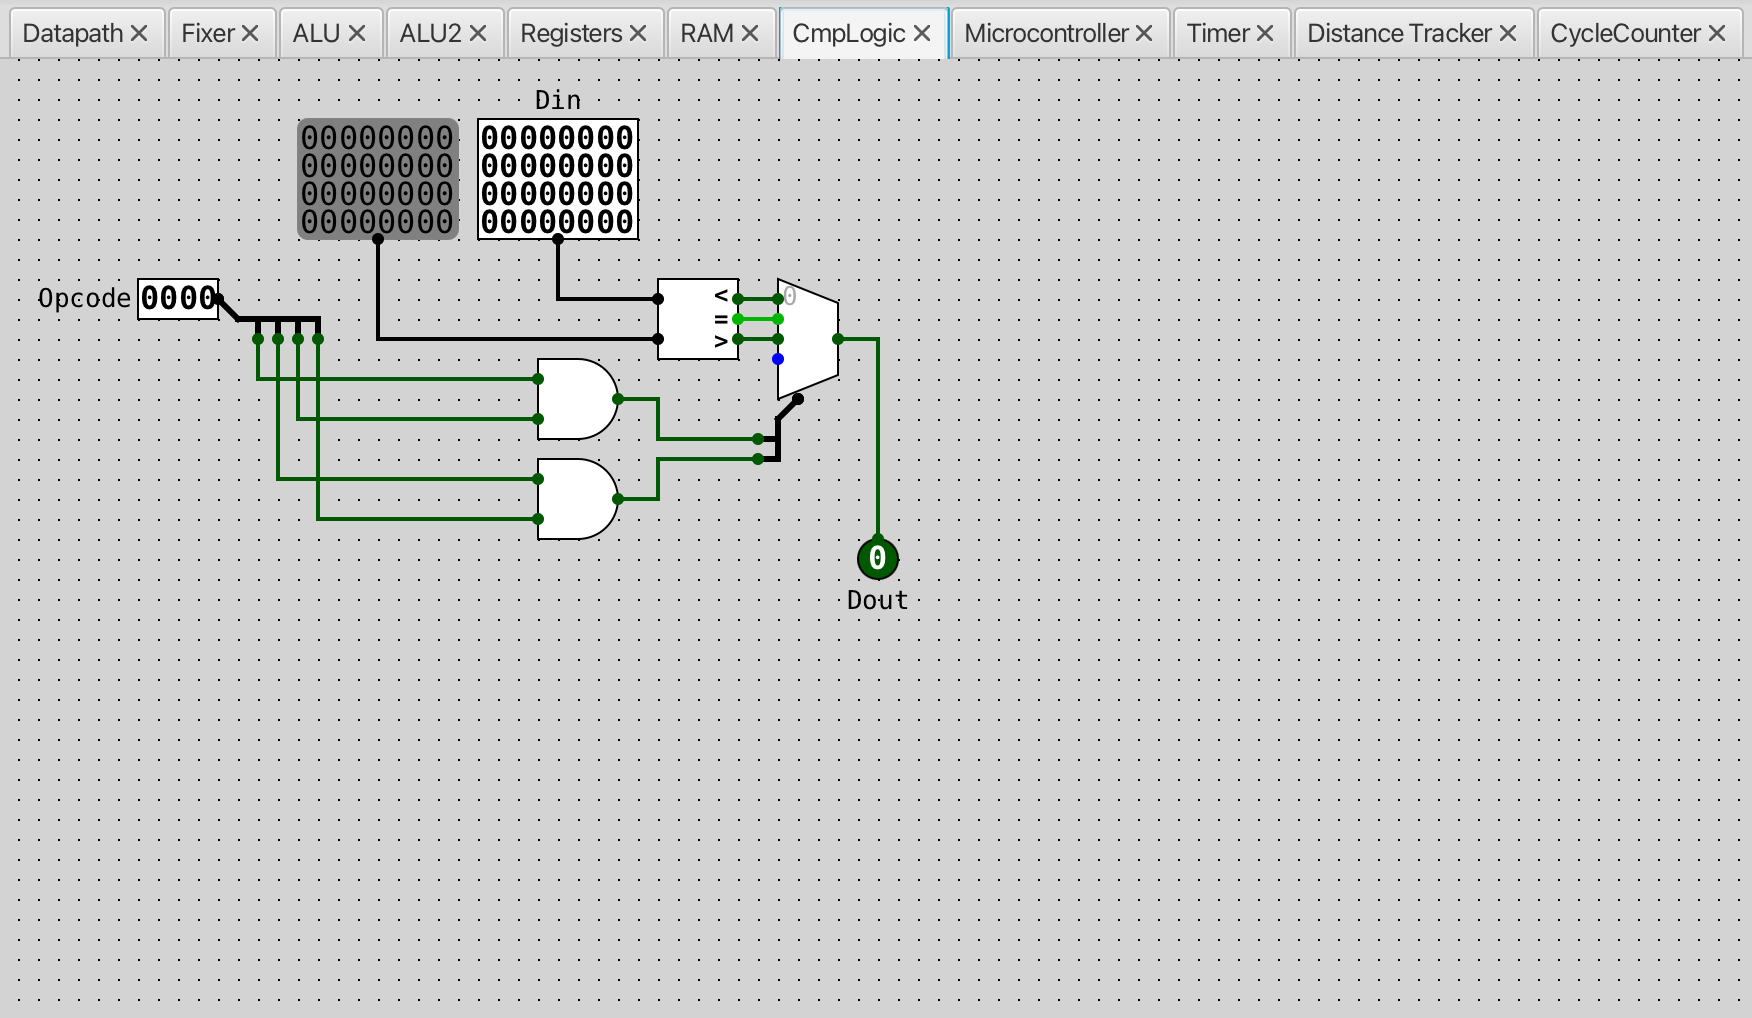 Datapath Fixer ALU ALU2 Registers RAM CmpLogic Microcontroller Timer Distance Tracker CycleCounter
Din
00000000 00000000
00000000 00000000
00000000 00000000
00000000 00000000
Opcode 0000
< 0
=
>
0
Dout